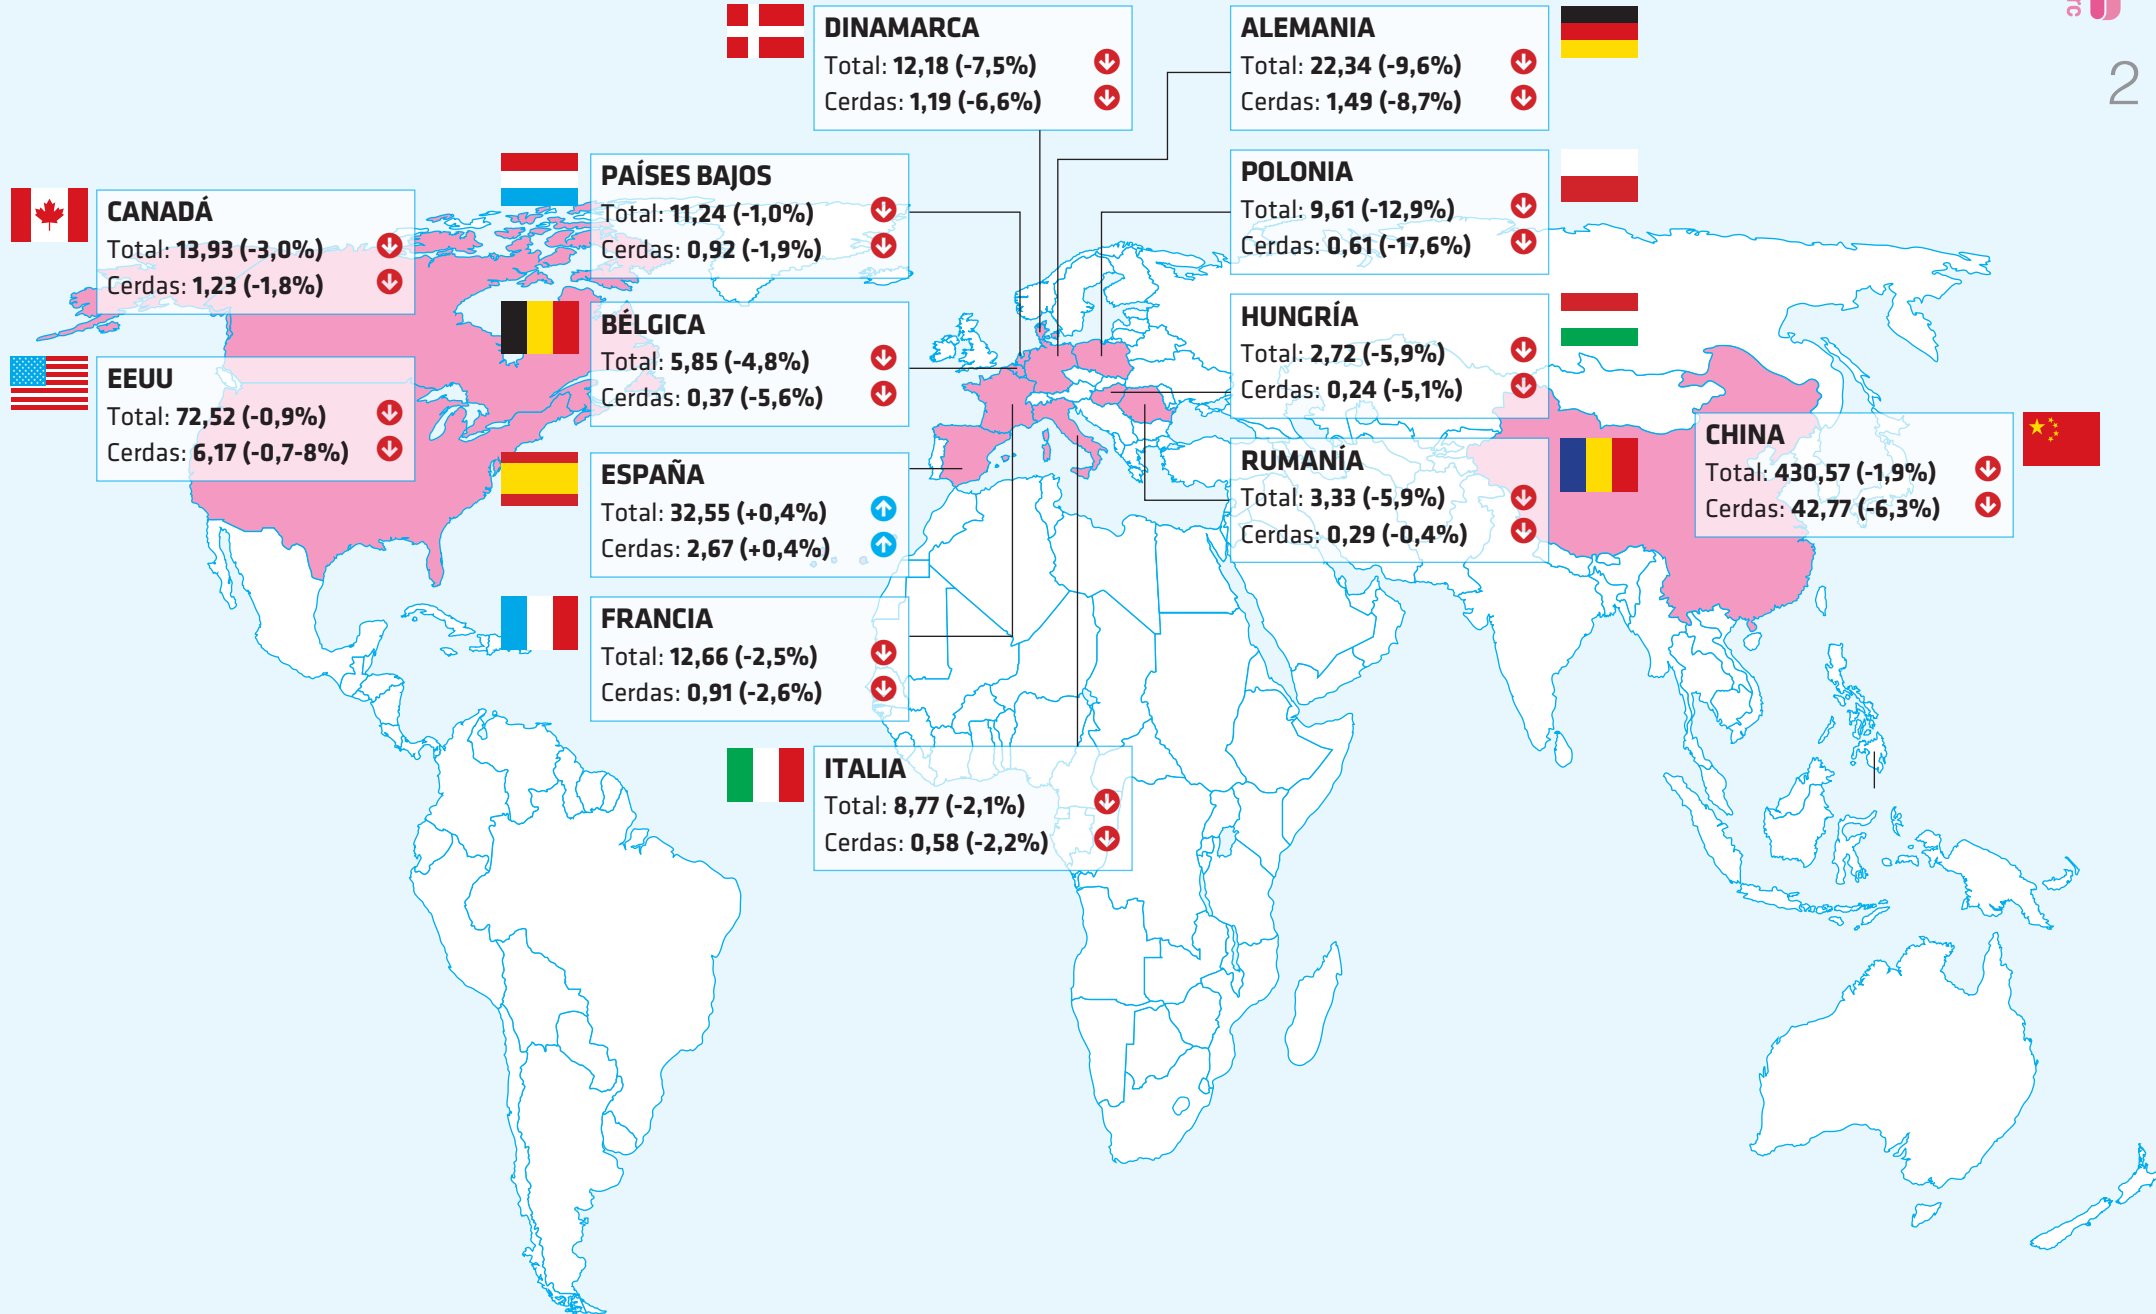 rc
2
DINAMARCA
Total: 12,18 (-7,5%)
Cerdas: 1,19 (-6,6%)
ALEMANIA
Total: 22,34 (-9,6%)
Cerdas: 1,49 (-8,7%)
PAÍSES BAJOS
Total: 11,24 (-1,0%)
Cerdas: 0,92 (-1,9%)
POLONIA
Total: 9,61 (-12,9%)
Cerdas: 0,61 (-17,6%)
CANADÁ
Total: 13,93 (-3,0%)
Cerdas: 1,23 (-1,8%)
BÉLGICA
Total: 5,85 (-4,8%)
Cerdas: 0,37 (-5,6%)
HUNGRÍA
Total: 2,72 (-5,9%)
Cerdas: 0,24 (-5,1%)
EEUU
Total: 72,52 (-0,9%)
Cerdas: 6,17 (-0,7-8%)
CHINA
Total: 430,57 (-1,9%)
Cerdas: 42,77 (-6,3%)
ESPAÑA
Total: 32,55 (+0,4%)
Cerdas: 2,67 (+0,4%)
RUMANÍA
Total: 3,33 (-5,9%)
Cerdas: 0,29 (-0,4%)
FRANCIA
Total: 12,66 (-2,5%)
Cerdas: 0,91 (-2,6%)
ITALIA
Total: 8,77 (-2,1%)
Cerdas: 0,58 (-2,2%)